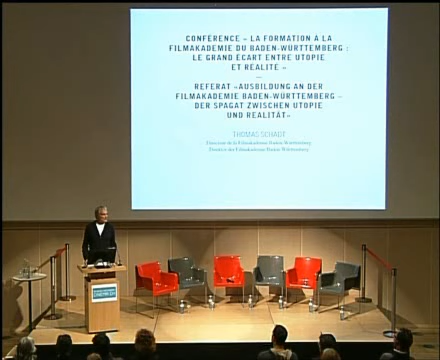 CONFÉRENCE « LA FORMATION À LA
FILMAKADEMIE DU BADEN-WÜRTTEMBERG :
LE GRAND ÉCART ENTRE UTOPIE
ET RÉALITÉ »
—
REFERAT «AUSBILDUNG AN DER
FILMAKADEMIE BADEN-WÜRTTEMBERG –
DER SPAGAT ZWISCHEN UTOPIE
UND REALITÄT»
THOMAS SCHADT
Directeur de la Filmakademie Baden-Württemberg
Direktor der Filmakademie Baden-Württemberg